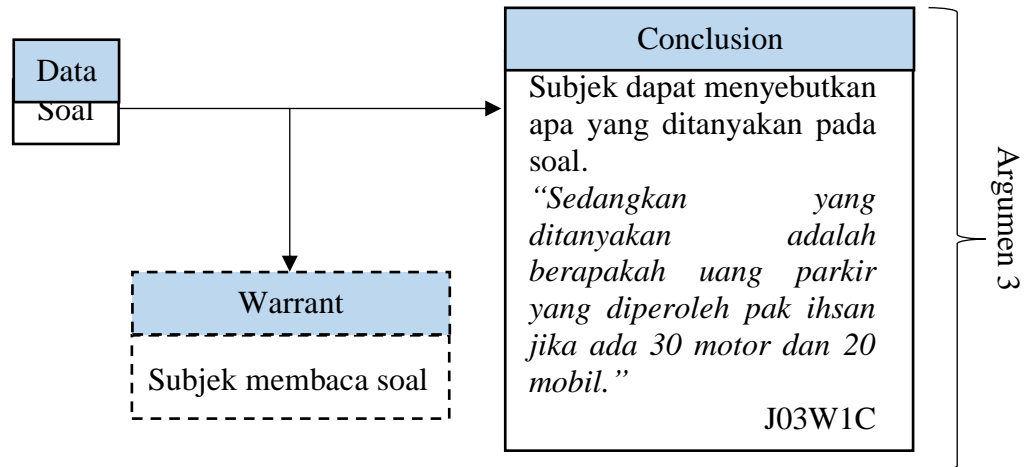 Data
Soal
Conclusion
Subjek dapat menyebutkan
apa yang ditanyakan pada
soal.
“Sedangkan yang
ditanyakan adalah
berapakah uang parkir
yang diperoleh pak ihsan
jika ada 30 motor dan 20
mobil.”
J03W1C
Warrant
Subjek membaca soal
Argumen 3